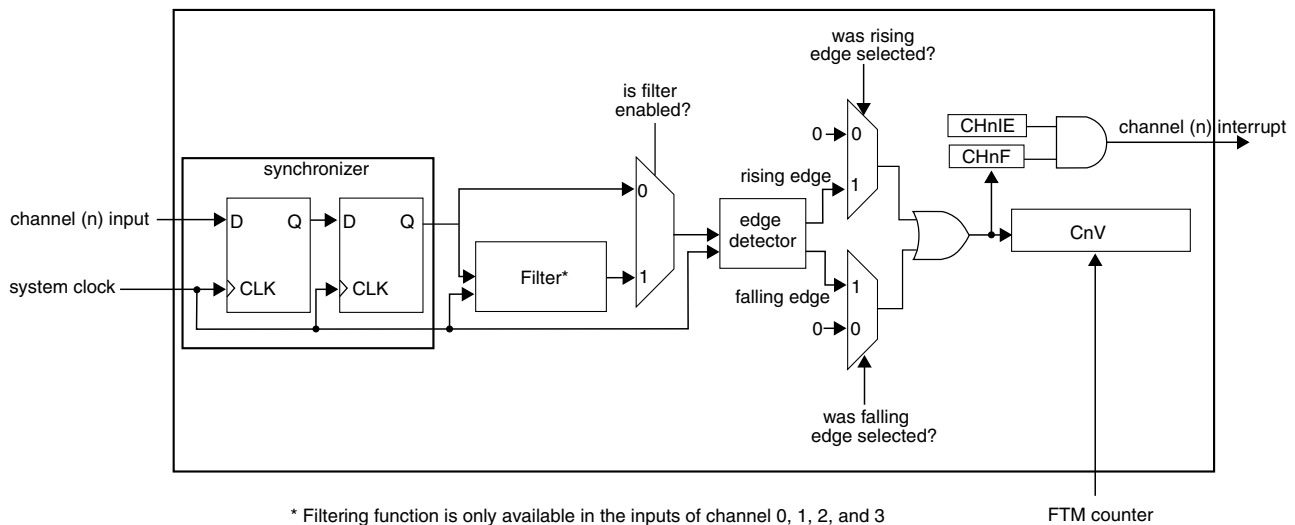 was rising
edge selected?
is filter
enabled?
0
0
CHnIE
channel (n) interrupt
CHnF
synchronizer
rising edge
1
0
channel (n) input
D
Q
D
Q
edge
detector
CnV
Filter*
1
system clock
CLK
CLK
falling edge
1
0
0
was falling
edge selected?
* Filtering function is only available in the inputs of channel 0, 1, 2, and 3
FTM counter